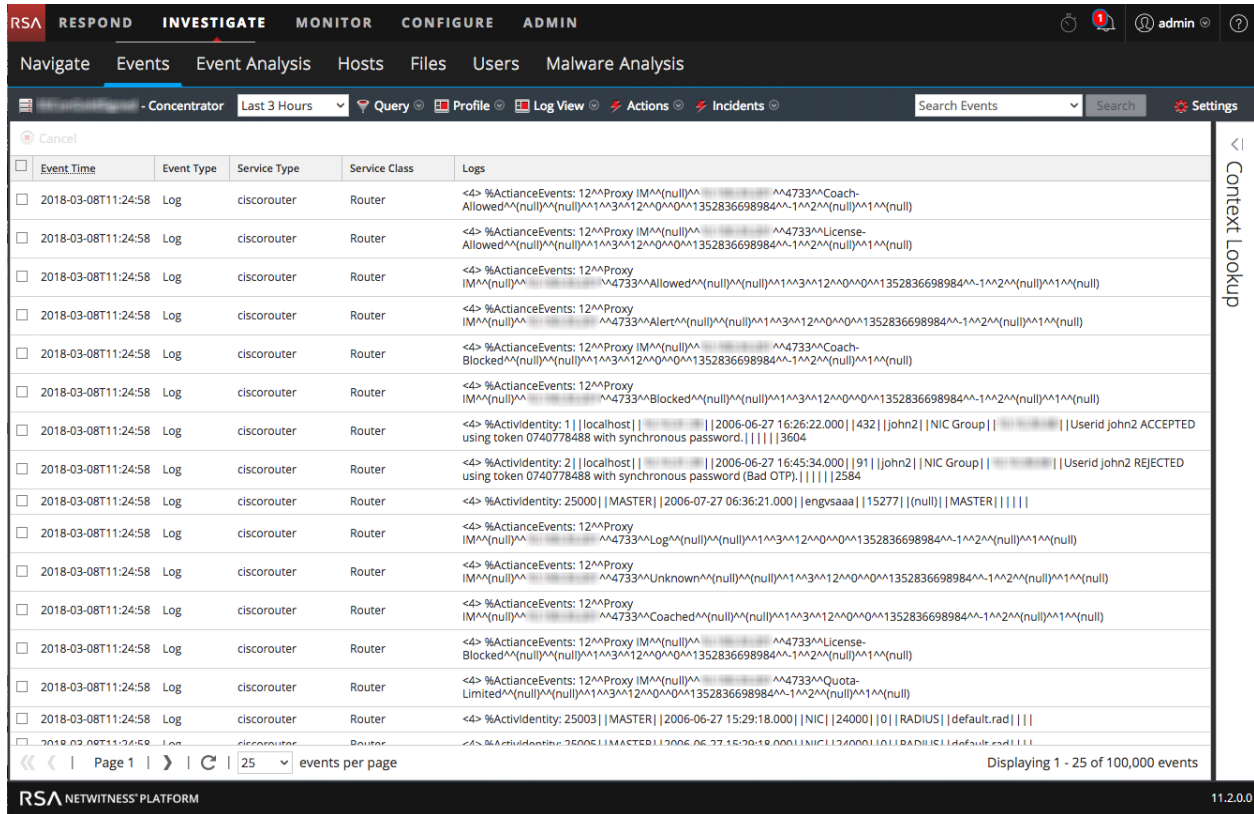 RSA RESPOND INVESTIGATE MONITOR CONFIGURE ADMIN 1 admin ?
Navigate Events Event Analysis Hosts Files Users Malware Analysis
- Concentrator Last 3 Hours Query Profile Log View Actions Incidents Search Events Search Settings
Cancel
Context Lookup
Event Time Event Type Service Type Service Class Logs
2018-03-08T11:24:58 Log ciscorouter Router <4> %ActianceEvents: 12^^Proxy IM^^(null)^^ ^^4733^^Coach-
Allowed^^(null)^^(null)^^1^^3^^12^^0^^0^^1352836698984^^-1^^2^^(null)^^1^^(null)
2018-03-08T11:24:58 Log ciscorouter Router <4> %ActianceEvents: 12^^Proxy IM^^(null)^^ ^^4733^^License-
Allowed^^(null)^^(null)^^1^^3^^12^^0^^0^^1352836698984^^-1^^2^^(null)^^1^^(null)
2018-03-08T11:24:58 Log ciscorouter Router <4> %ActianceEvents: 12^^Proxy
IM^^(null)^^ ^^4733^^Allowed^^(null)^^(null)^^1^^3^^12^^0^^0^^1352836698984^^-1^^2^^(null)^^1^^(null)
2018-03-08T11:24:58 Log ciscorouter Router <4> %ActianceEvents: 12^^Proxy
IM^^(null)^^ ^^4733^^Alert^^(null)^^(null)^^1^^3^^12^^0^^0^^1352836698984^^-1^^2^^(null)^^1^^(null)
2018-03-08T11:24:58 Log ciscorouter Router <4> %ActianceEvents: 12^^Proxy IM^^(null)^^ ^^4733^^Coach-
Blocked^^(null)^^(null)^^1^^3^^12^^0^^0^^1352836698984^^-1^^2^^(null)^^1^^(null)
2018-03-08T11:24:58 Log ciscorouter Router <4> %ActianceEvents: 12^^Proxy
IM^^(null)^^ ^^4733^^Blocked^^(null)^^(null)^^1^^3^^12^^0^^0^^1352836698984^^-1^^2^^(null)^^1^^(null)
2018-03-08T11:24:58 Log ciscorouter Router <4> %ActivIdentity: 1||localhost|| ||2006-06-27 16:26:22.000||432||john2||NIC Group|| ||Userid john2 ACCEPTED
using token 0740778488 with synchronous password.||||||3604
2018-03-08T11:24:58 Log ciscorouter Router <4> %ActivIdentity: 2||localhost|| ||2006-06-27 16:45:34.000||91||john2||NIC Group|| ||Userid john2 REJECTED
using token 0740778488 with synchronous password (Bad OTP).||||||2584
2018-03-08T11:24:58 Log ciscorouter Router <4> %ActivIdentity: 25000||MASTER||2006-07-27 06:36:21.000||engvsaaa||15277||(null)||MASTER||||||
2018-03-08T11:24:58 Log ciscorouter Router <4> %ActianceEvents: 12^^Proxy
IM^^(null)^^ ^^4733^^Log^^(null)^^(null)^^1^^3^^12^^0^^0^^1352836698984^^-1^^2^^(null)^^1^^(null)
2018-03-08T11:24:58 Log ciscorouter Router <4> %ActianceEvents: 12^^Proxy
IM^^(null)^^ ^^4733^^Unknown^^(null)^^(null)^^1^^3^^12^^0^^0^^1352836698984^^-1^^2^^(null)^^1^^(null)
2018-03-08T11:24:58 Log ciscorouter Router <4> %ActianceEvents: 12^^Proxy
IM^^(null)^^ ^^4733^^Coached^^(null)^^(null)^^1^^3^^12^^0^^0^^1352836698984^^-1^^2^^(null)^^1^^(null)
2018-03-08T11:24:58 Log ciscorouter Router <4> %ActianceEvents: 12^^Proxy IM^^(null)^^ ^^4733^^License-
Blocked^^(null)^^(null)^^1^^3^^12^^0^^0^^1352836698984^^-1^^2^^(null)^^1^^(null)
2018-03-08T11:24:58 Log ciscorouter Router <4> %ActianceEvents: 12^^Proxy IM^^(null)^^ ^^4733^^Quota-
Limited^^(null)^^(null)^^1^^3^^12^^0^^0^^1352836698984^^-1^^2^^(null)^^1^^(null)
2018-03-08T11:24:58 Log ciscorouter Router <4> %ActivIdentity: 25003||MASTER||2006-06-27 15:29:18.000||NIC||24000||0||RADIUS||default.rad||||
2018-03-08T11:24:58 Log ciscorouter Router <4> %ActivIdentity: 25005||MASTER||2006-06-27 15:29:18.000||NIC||24000||0||RADIUS||default.rad||||
Page 1 25 events per page Displaying 1 - 25 of 100,000 events
RSA NETWITNESS® PLATFORM 11.2.0.0